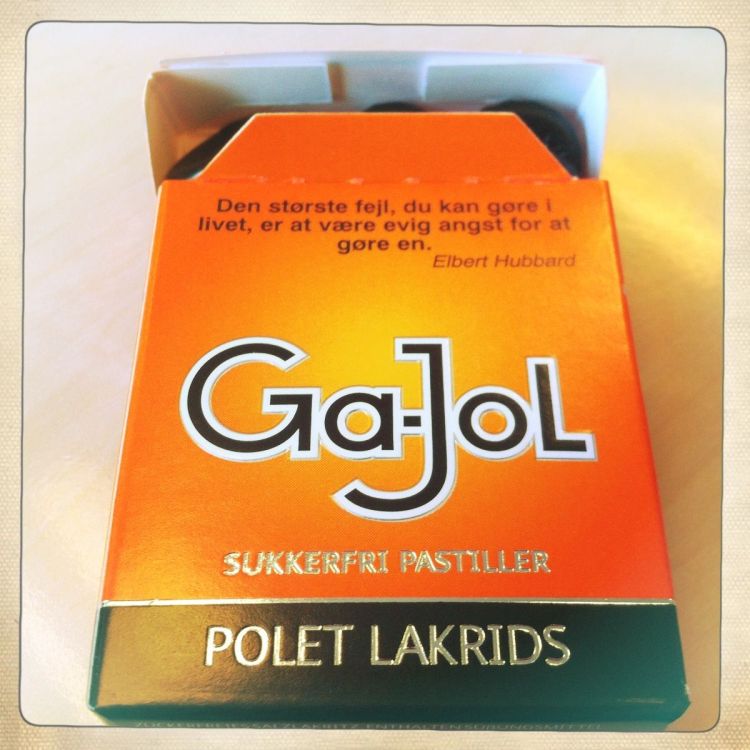 Den største fejl, du kan gøre i
livet, er at være evig angst for at
gøre en.
Elbert Hubbard
Ga-Jol
SUKKERFRI PASTILLER
POLET LAKRIDS